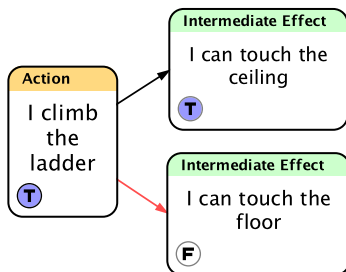 Intermediate Effect
I can touch the
ceiling
T
Action
I climb
the
ladder
T
Intermediate Effect
I can touch the
floor
F